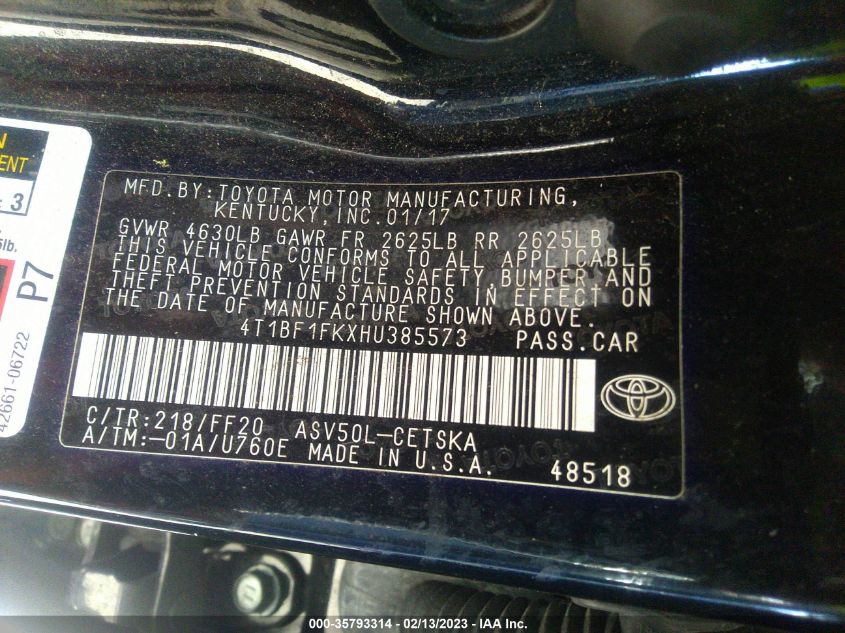 N
ENT
3
5lb.
P7
42661-06722
MFD.BY:TOYOTA MOTOR MANUFACTURING,
KENTUCKY,INC.01/17
GVWR 4630LB GAWR FR 2625LB RR 2625LB
THIS VEHICLE CONFORMS TO ALL APPLICABLE
FEDERAL MOTOR VEHICLE SAFETY,BUMPER,AND
THEFT PREVENTION STANDARDS IN EFFECT ON
THE DATE OF MANUFACTURE SHOWN ABOVE.
4T1BF1FKXHU385573 PASS.CAR
C/TR:218/FF20 ASV50L-CETSKA
A/TM:-01A/U760E MADE IN U.S.A. 48518
000-35793314 - 02/13/2023 - IAA Inc.